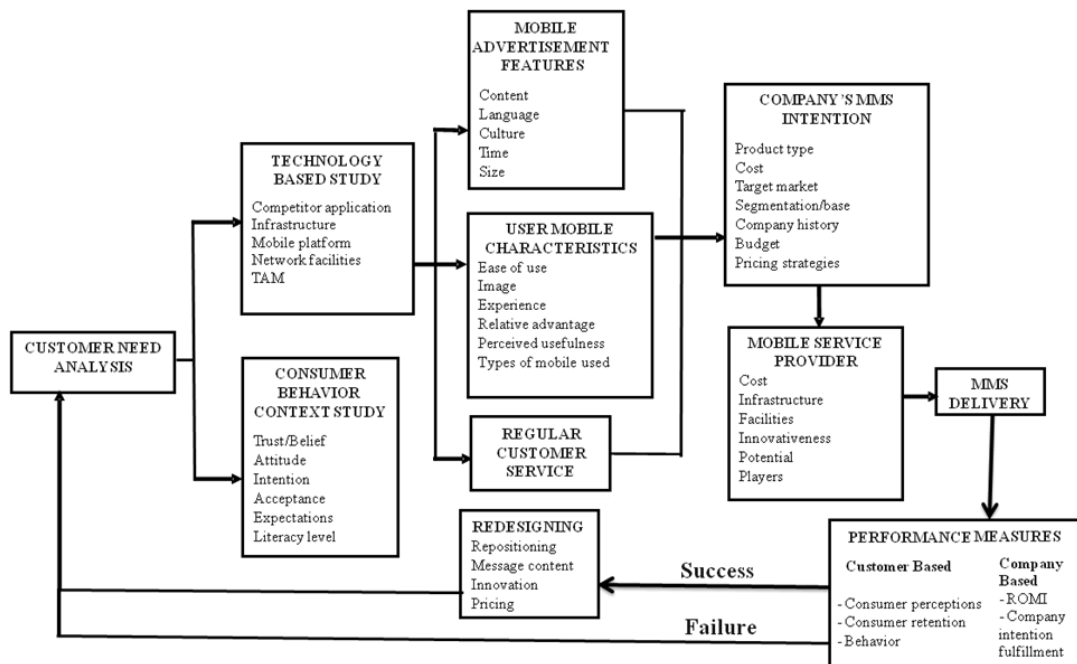 MOBILE
ADVERTISEMENT
FEATURES
Content
Language
Culture
Time
Size
COMPANY'S MMS
INTENTION
Product type
Cost
Target market
Segmentation/base
Company history
Budget
Pricing strategies
TECHNOLOGY
BASED STUDY
Competitor application
Infrastructure
Mobile platform
Network facilities
TAM
USER MOBILE
CHARACTERISTICS
Ease of use
Image
Experience
Relative advantage
Perceived usefulness
Types of mobile used
CUSTOMER NEED
ANALYSIS
CONSUMER
BEHAVIOR
CONTEXT STUDY
Trust/Belief
Attitude
Intention
Acceptance
Expectations
Literacy level
REGULAR
CUSTOMER
SERVICE
MOBILE SERVICE
PROVIDER
Cost
Infrastructure
Facilities
Innovativeness
Potential
Players
MMS
DELIVERY
REDESIGNING
Repositioning
Message content
Innovation
Pricing
Success
Failure
PERFORMANCE MEASURES
Customer Based
- Consumer perceptions
- Consumer retention
- Behavior
Company
Based
- ROMI
- Company
intention
fulfillment